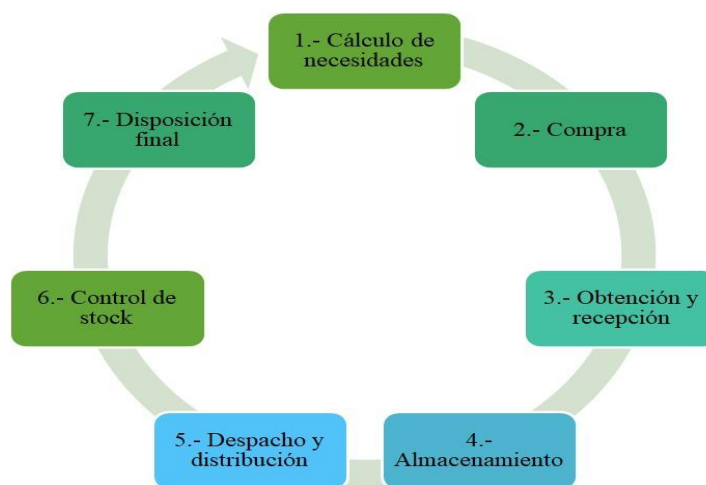 1.- Cálculo de
necesidades
2.- Compra
3.- Obtención y
recepción
4.-
Almacenamiento
5.- Despacho y
distribución
6.- Control de
stock
7.- Disposición
final